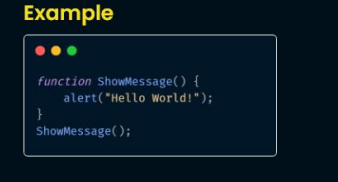 Example
function ShowMessage() {
    alert("Hello World!");
}
ShowMessage();